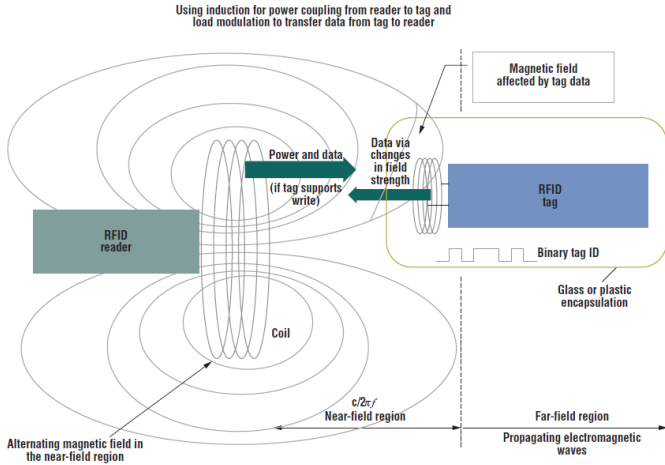 Using induction for power coupling from reader to tag and
load modulation to transfer data from tag to reader
Magnetic field
affected by tag data
Power and data
(if tag supports
write)
Data via
changes
in field
strength
RFID
reader
RFID
tag
Binary tag ID
Glass or plastic
encapsulation
Coil
c/2πf
Near-field region
Far-field region
Alternating magnetic field in
the near-field region
Propagating electromagnetic
waves